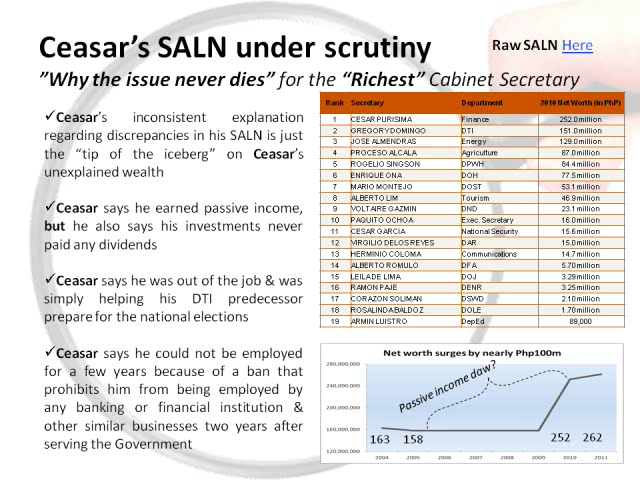 Ceasar's SALN under scrutiny
Raw SALN Here
"Why the issue never dies" for the "Richest" Cabinet Secretary
✓Ceasar's inconsistent explanation
regarding discrepancies in his SALN is just
the "tip of the iceberg" on Ceasar's
unexplained wealth
✓Ceasar says he earned passive income,
but he also says his investments never
paid any dividends
✓Ceasar says he was out of the job & was
simply helping his DTI predecessor
prepare for the national elections
✓Ceasar says he could not be employed
for a few years because of a ban that
prohibits him from being employed by
any banking or financial institution &
other similar businesses two years after
serving the Government
Rank Secretary Department 2010 Net Worth (in PhP)
1 CESAR PURISIMA Finance 252.0 million
2 GREGORY DOMINGO DTI 151.0 million
3 JOSE ALMENDRAS Energy 129.0 million
4 PROCESO ALCALA Agriculture 87.0 million
5 ROGELIO SINGSON DPWH 84.4 million
6 ENRIQUE ONA DOH 77.5 million
7 MARIO MONTEJO DOST 53.1 million
8 ALBERTO LIM Tourism 46.9 million
9 VOLTAIRE GAZMIN DND 23.1 million
10 PAQUITO OCHOA Exec. Secretary 16.0 million
11 CESAR GARCIA National Security 15.6 million
12 VIRGILIO DELOS REYES DAR 15.0 million
13 HERMINIO COLOMA Communications 14.7 million
14 ALBERTO ROMULO DFA 5.70 million
15 LEILA DE LIMA DOJ 3.29 million
16 RAMON PAJE DENR 3.25 million
17 CORAZON SOLIMAN DSWD 2.10 million
18 ROSALINDA BALDOZ DOLE 1.70 million
19 ARMIN LUISTRO DepEd 89,000
Net worth surges by nearly Php100m
280,000,000
240,000,000
200,000,000
160,000,000
120,000,000
Passive income daw?
163 158 252 262
2004 2005 2006 2007 2008 2009 2010 2011